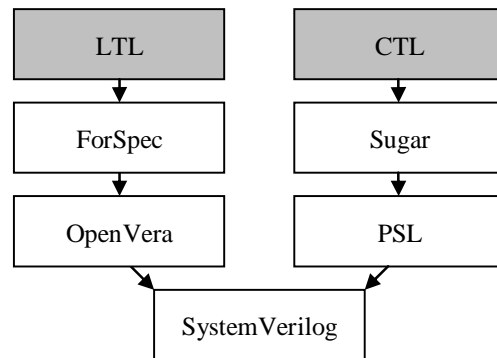 LTL
CTL
ForSpec
Sugar
OpenVera
PSL
SystemVerilog